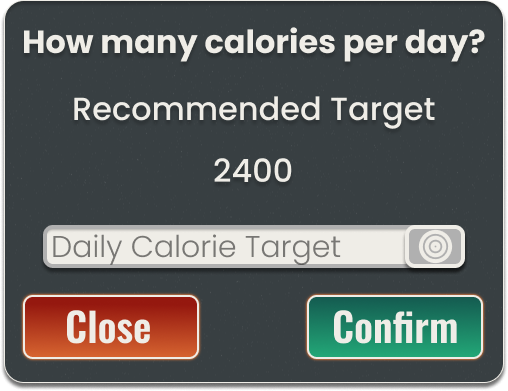 How many calories per day?
Recommended Target
2400
Daily Calorie Target
Close
Confirm